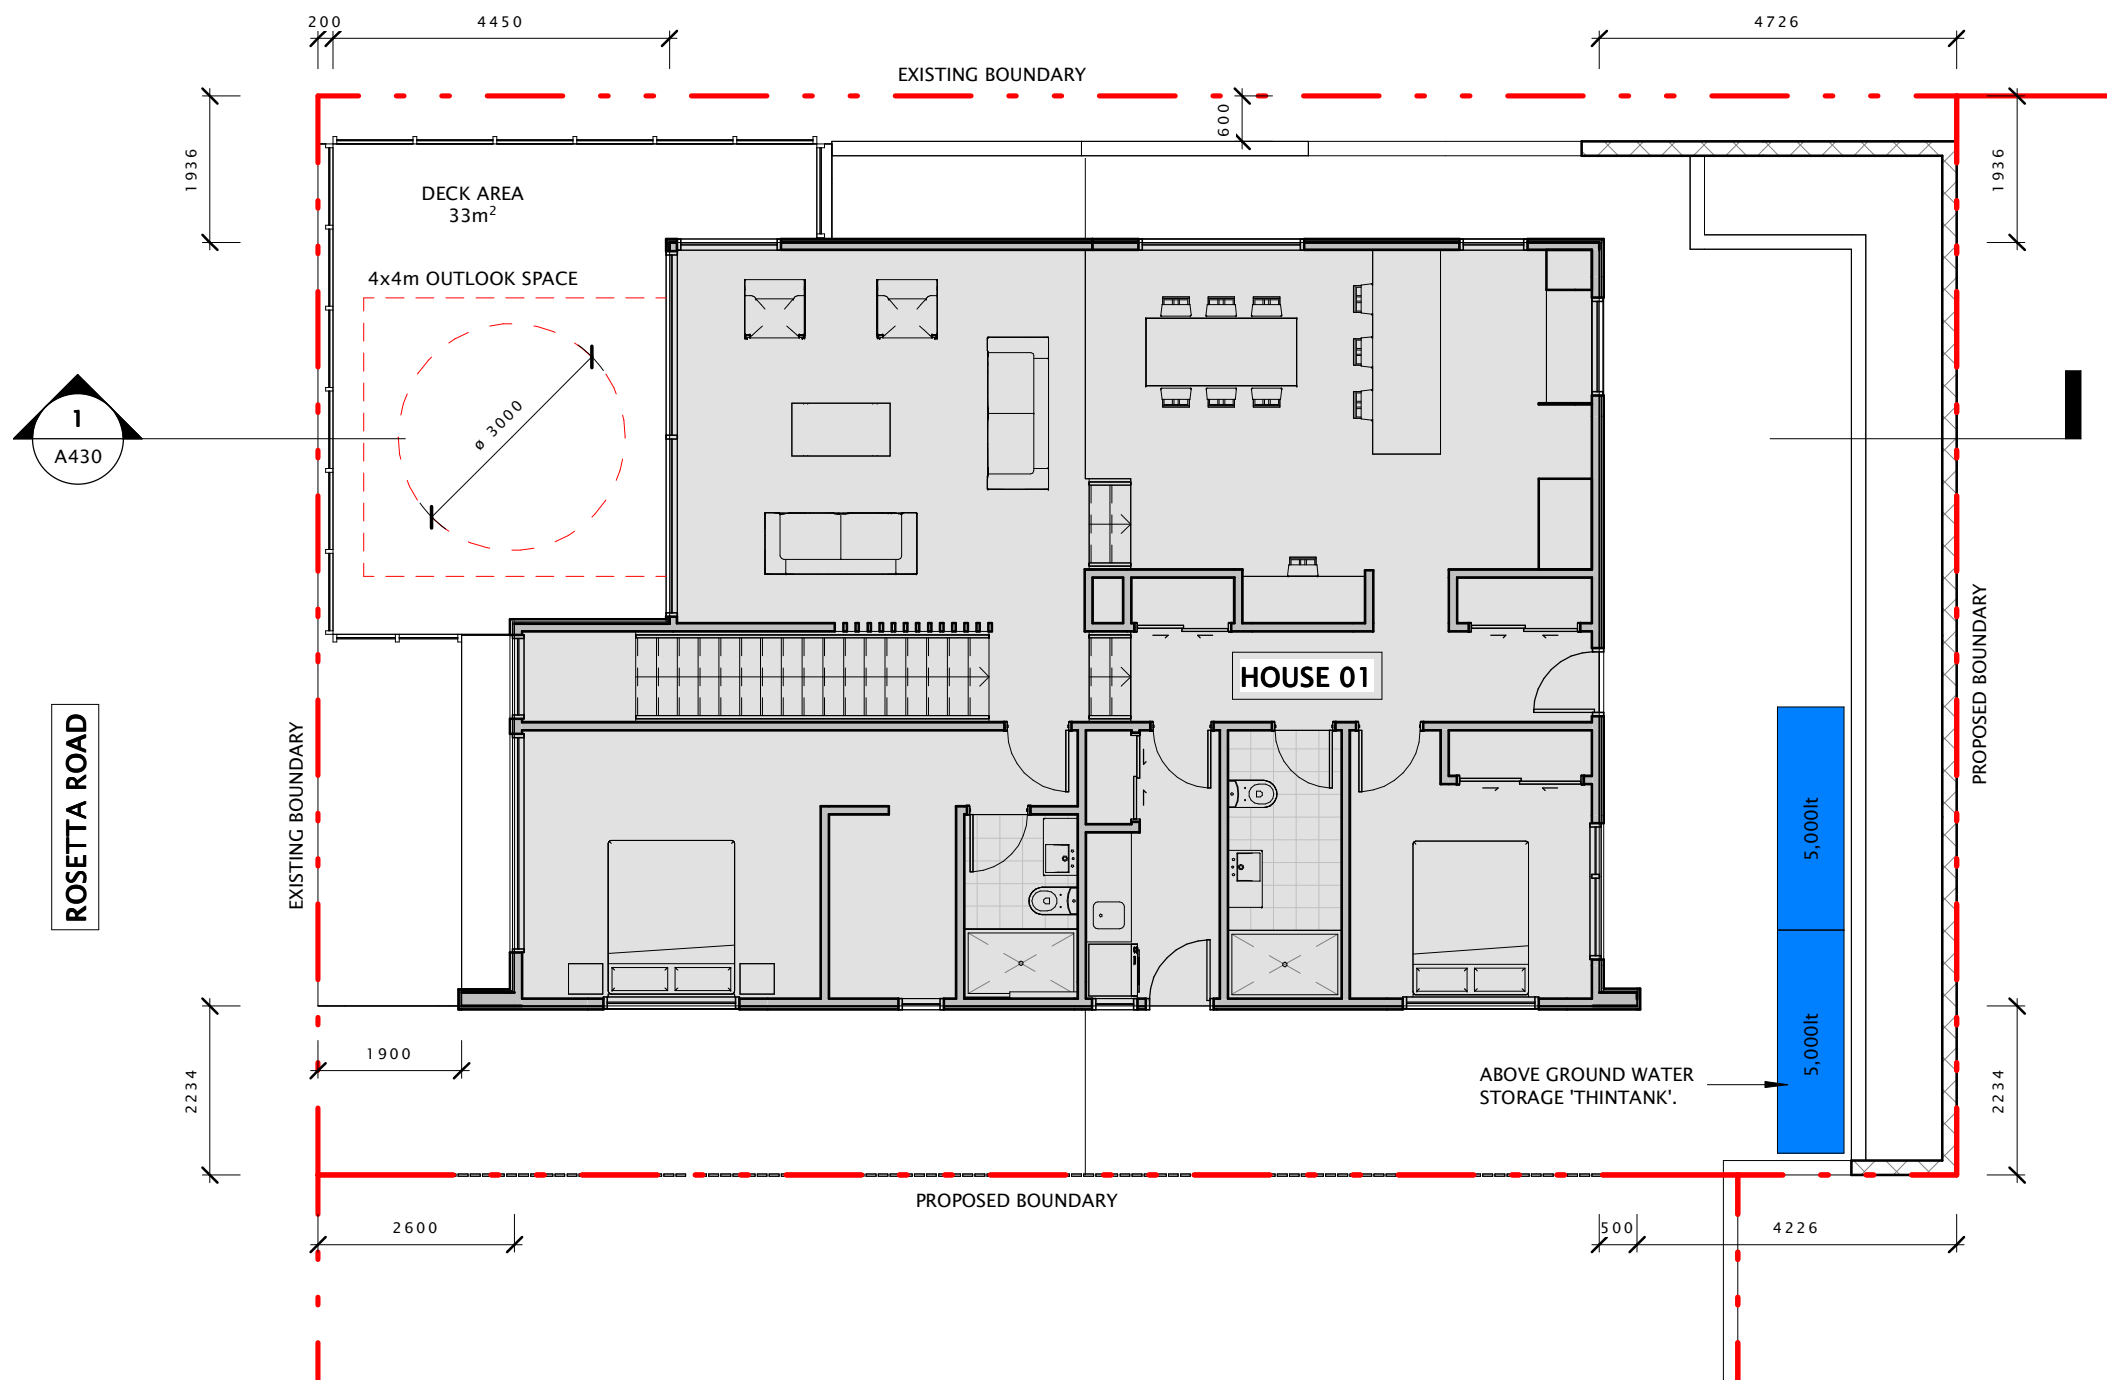 200
4450
4726
EXISTING BOUNDARY
600
1936
1936
DECK AREA
33m²
4x4m OUTLOOK SPACE
ø 3000
1
A430
HOUSE 01
ROSETTA ROAD
EXISTING BOUNDARY
PROPOSED BOUNDARY
5,000lt
5,000lt
ABOVE GROUND WATER
STORAGE 'THINTANK'.
1900
2234
2234
PROPOSED BOUNDARY
2600
500
4226